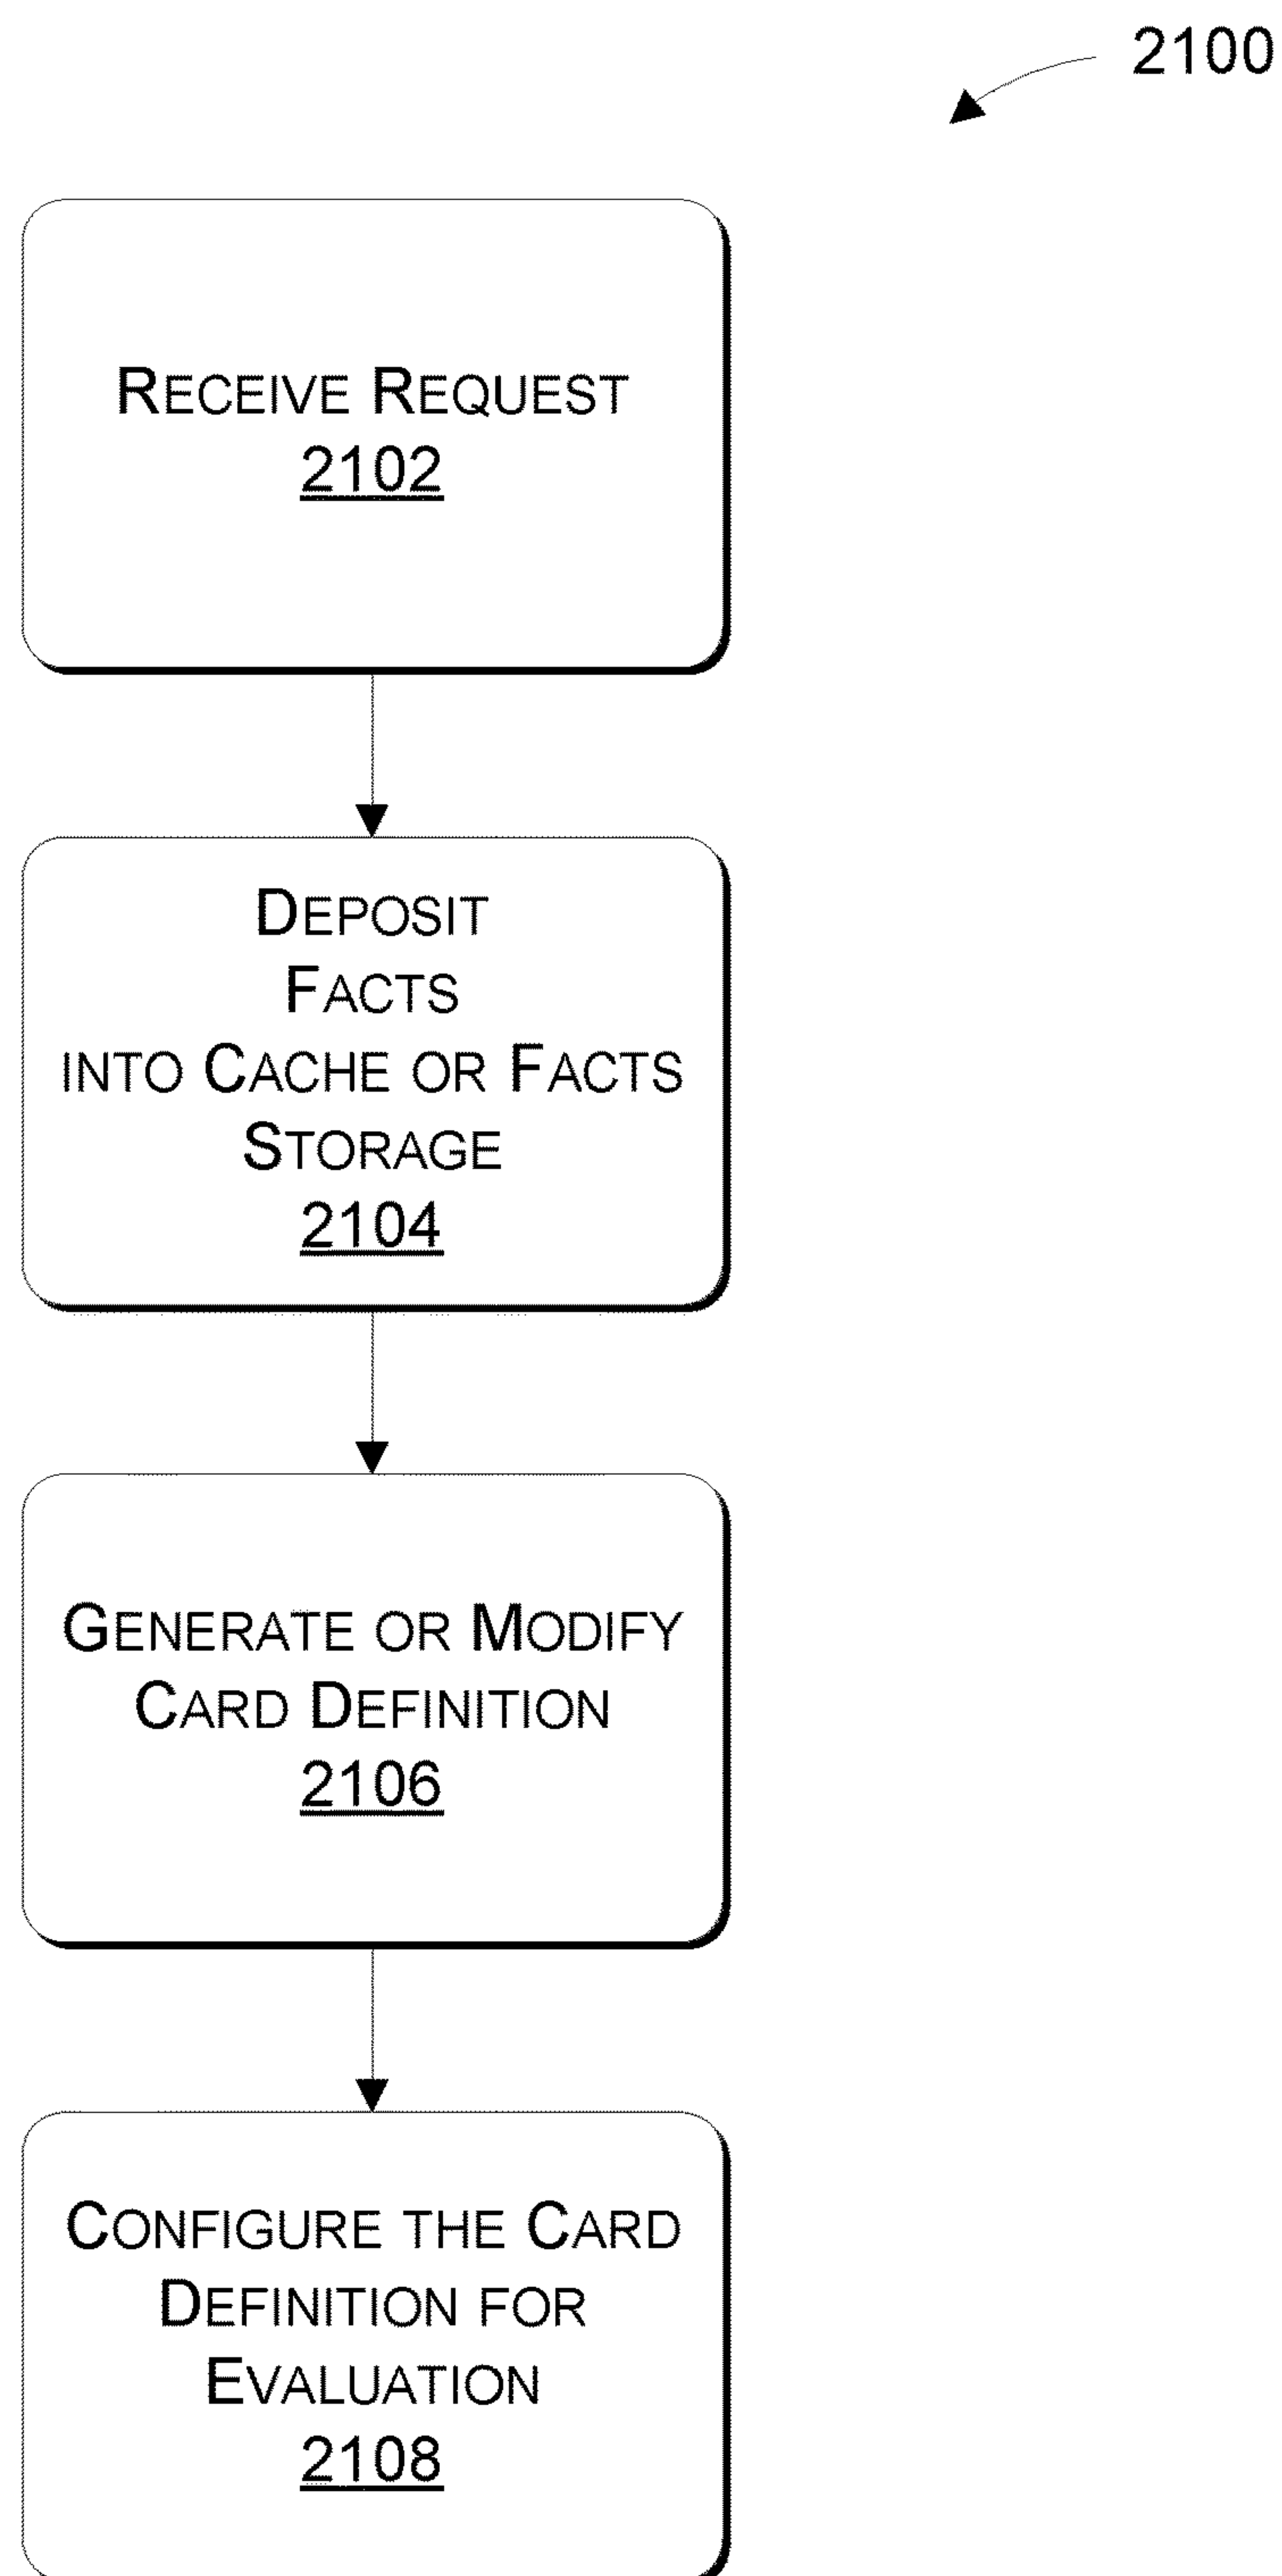 2100
RECEIVE REQUEST
2102
DEPOSIT
FACTS
INTO CACHE OR FACTS
STORAGE
2104
GENERATE OR MODIFY
CARD DEFINITION
2106
CONFIGURE THE CARD
DEFINITION FOR
EVALUATION
2108